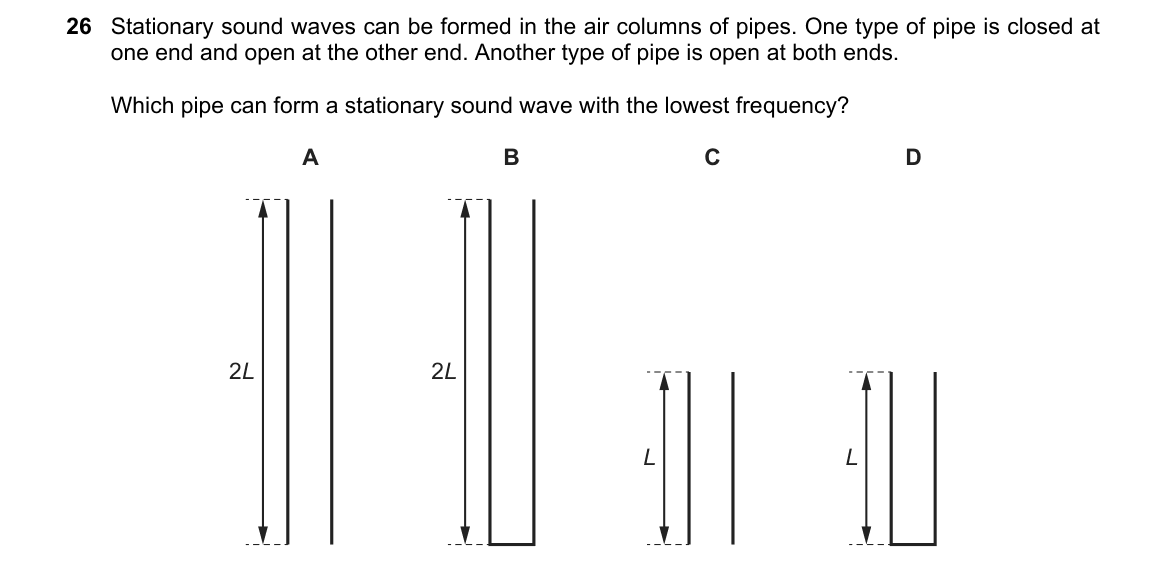 26 Stationary sound waves can be formed in the air columns of pipes. One type of pipe is closed at
one end and open at the other end. Another type of pipe is open at both ends.
Which pipe can form a stationary sound wave with the lowest frequency?
A B C D
2L 2L
L L